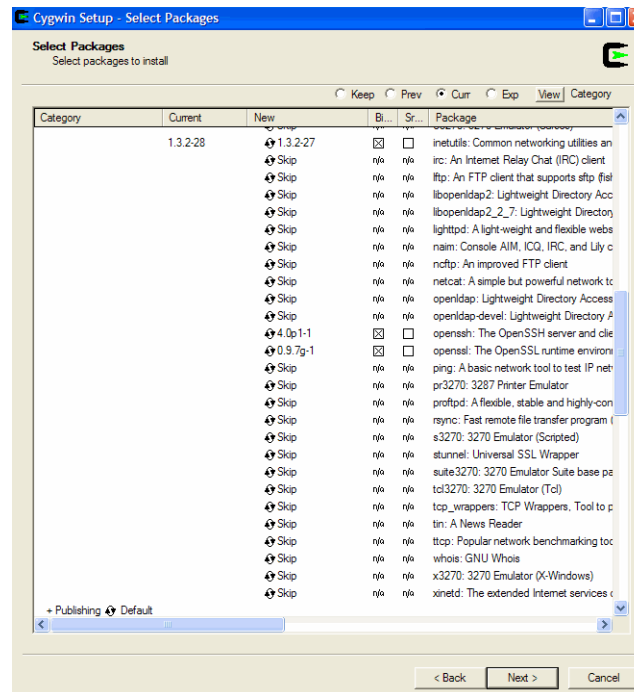 Cygwin Setup - Select Packages
Select Packages
Select packages to install
Keep Prev Curr Exp View Category
Category Current New Bi... Sr... Package
1.3.2-28 1.3.2-27 inetutils: Common networking utilities an
Skip n/a n/a irc: An Internet Relay Chat (IRC) client
Skip n/a n/a lftp: An FTP client that supports sftp (fish
Skip n/a n/a libopenldap2: Lightweight Directory Acc
Skip n/a n/a libopenldap2_2_7: Lightweight Directory
Skip n/a n/a lighttpd: A light-weight and flexible webs
Skip n/a n/a naim: Console AIM, ICQ, IRC, and Lily c
Skip n/a n/a ncftp: An improved FTP client
Skip n/a n/a netcat: A simple but powerful network to
Skip n/a n/a openldap: Lightweight Directory Access
Skip n/a n/a openldap-devel: Lightweight Directory A
4.0p1-1 openssh: The OpenSSH server and clie
0.9.7g-1 openssl: The OpenSSL runtime environm
Skip n/a n/a ping: A basic network tool to test IP netw
Skip n/a n/a pr3270: 3287 Printer Emulator
Skip n/a n/a proftpd: A flexible, stable and highly-con
Skip n/a n/a rsync: Fast remote file transfer program (
Skip n/a n/a s3270: 3270 Emulator (Scripted)
Skip n/a n/a stunnel: Universal SSL Wrapper
Skip n/a n/a suite3270: 3270 Emulator Suite base pa
Skip n/a n/a tcl3270: 3270 Emulator (Tcl)
Skip n/a n/a tcp_wrappers: TCP Wrappers, Tool to p
Skip n/a n/a tin: A News Reader
Skip n/a n/a ttcp: Popular network benchmarking too
Skip n/a n/a whois: GNU Whois
Skip n/a n/a x3270: 3270 Emulator (X-Windows)
Skip n/a n/a xinetd: The extended Internet services d
+ Publishing Default
< Back Next > Cancel